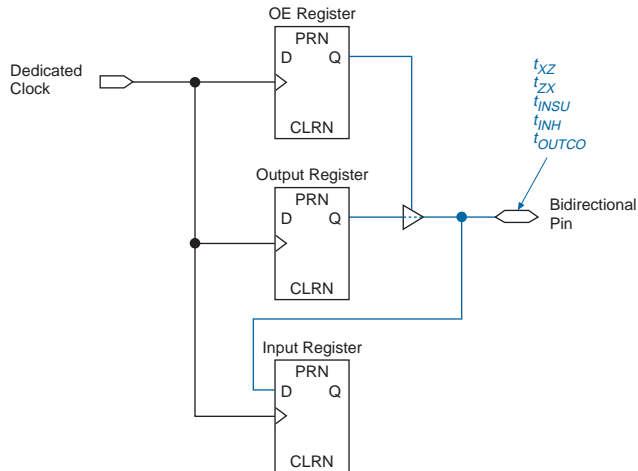 OE Register
PRN
D Q
CLRN
Dedicated
Clock
tXZ
tZX
tINSU
tINH
tOUTCO
Output Register
PRN
D Q
CLRN
Bidirectional
Pin
Input Register
PRN
D Q
CLRN